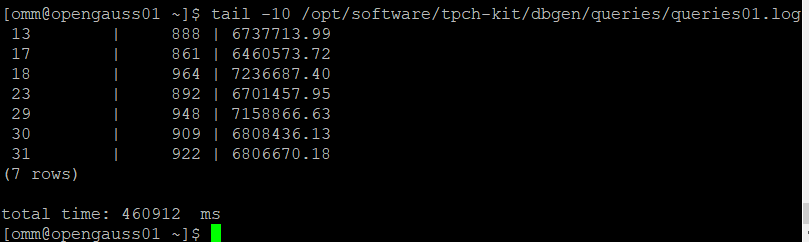 [omm@opengauss01 ~]$ tail -10 /opt/software/tpch-kit/dbgen/queries/queries01.log
13         |     888 | 6737713.99
17         |     861 | 6460573.72
18         |     964 | 7236687.40
23         |     892 | 6701457.95
29         |     948 | 7158866.63
30         |     909 | 6808436.13
31         |     922 | 6806670.18
(7 rows)
total time: 460912  ms
[omm@opengauss01 ~]$